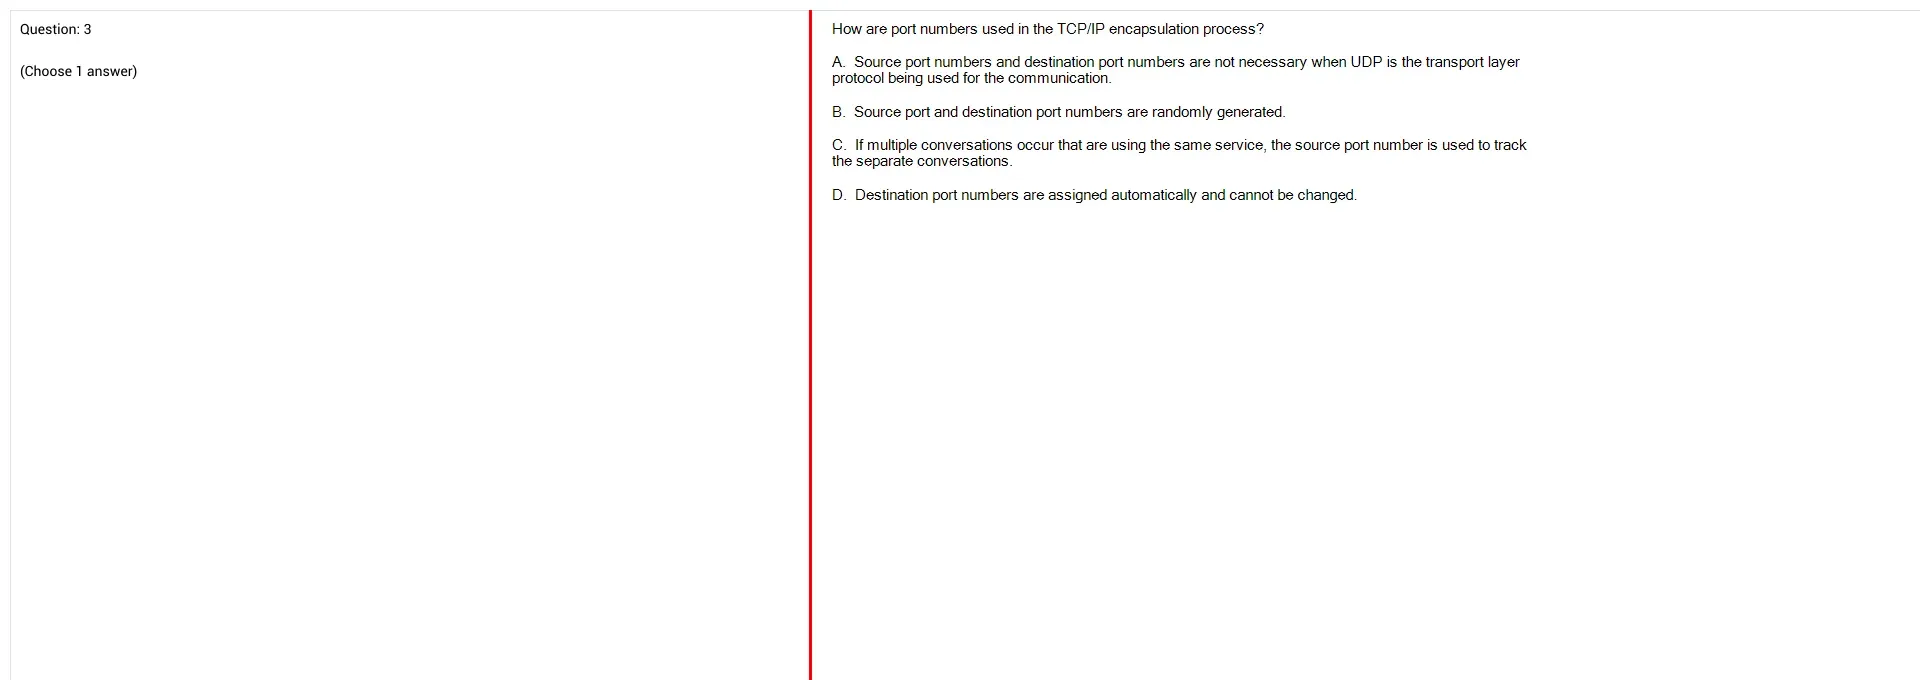 Question: 3
(Choose 1 answer)
How are port numbers used in the TCP/IP encapsulation process?
A.  Source port numbers and destination port numbers are not necessary when UDP is the transport layer
protocol being used for the communication.
B.  Source port and destination port numbers are randomly generated.
C.  If multiple conversations occur that are using the same service, the source port number is used to track
the separate conversations.
D.  Destination port numbers are assigned automatically and cannot be changed.